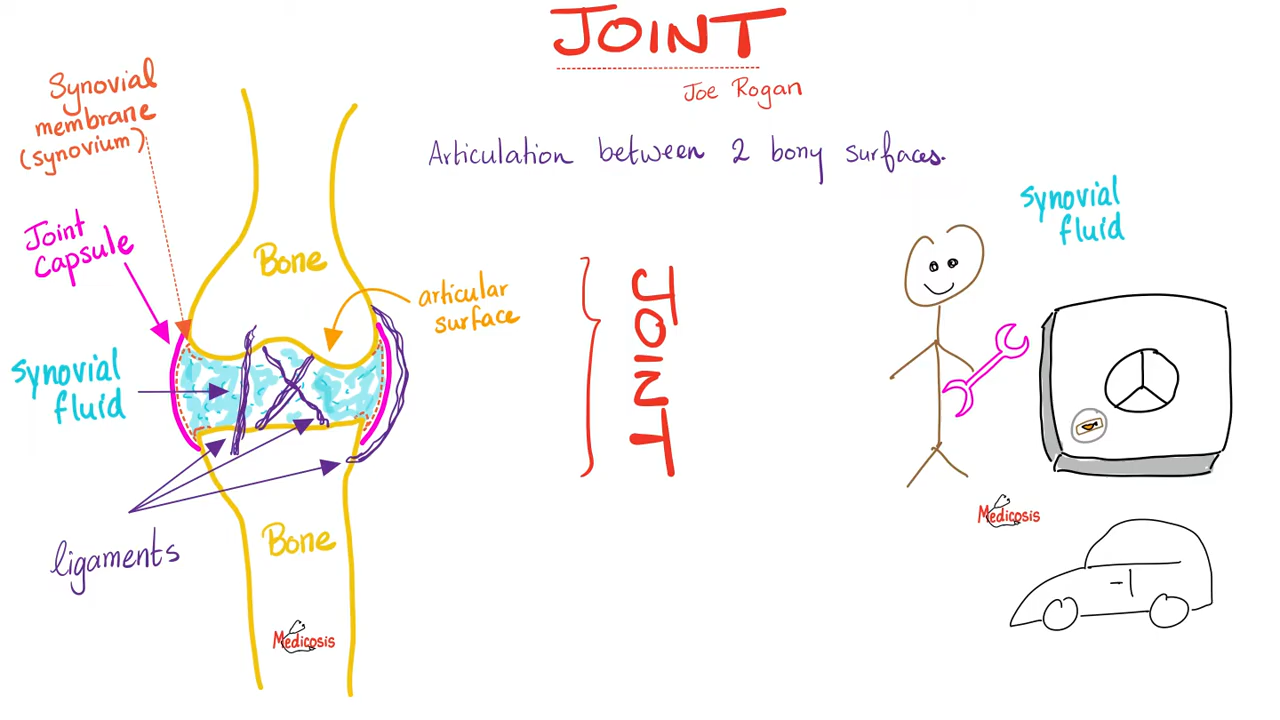 JOINT
Joe Rogan
Articulation between 2 bony surfaces.
Synovial
membrane
(synovium)
Joint
capsule
Synovial
fluid
ligaments
Bone
articular
surface
Bone
Medicosis
JOINT
Synovial
fluid
Medicosis